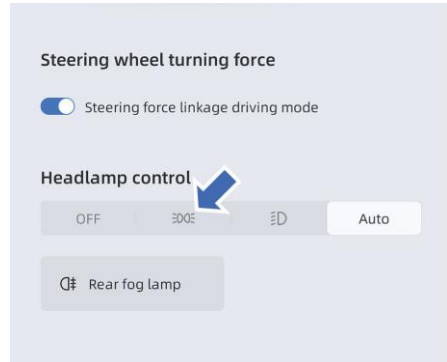 Steering wheel turning force
Steering force linkage driving mode
Headlamp control
OFF
Auto
Rear fog lamp